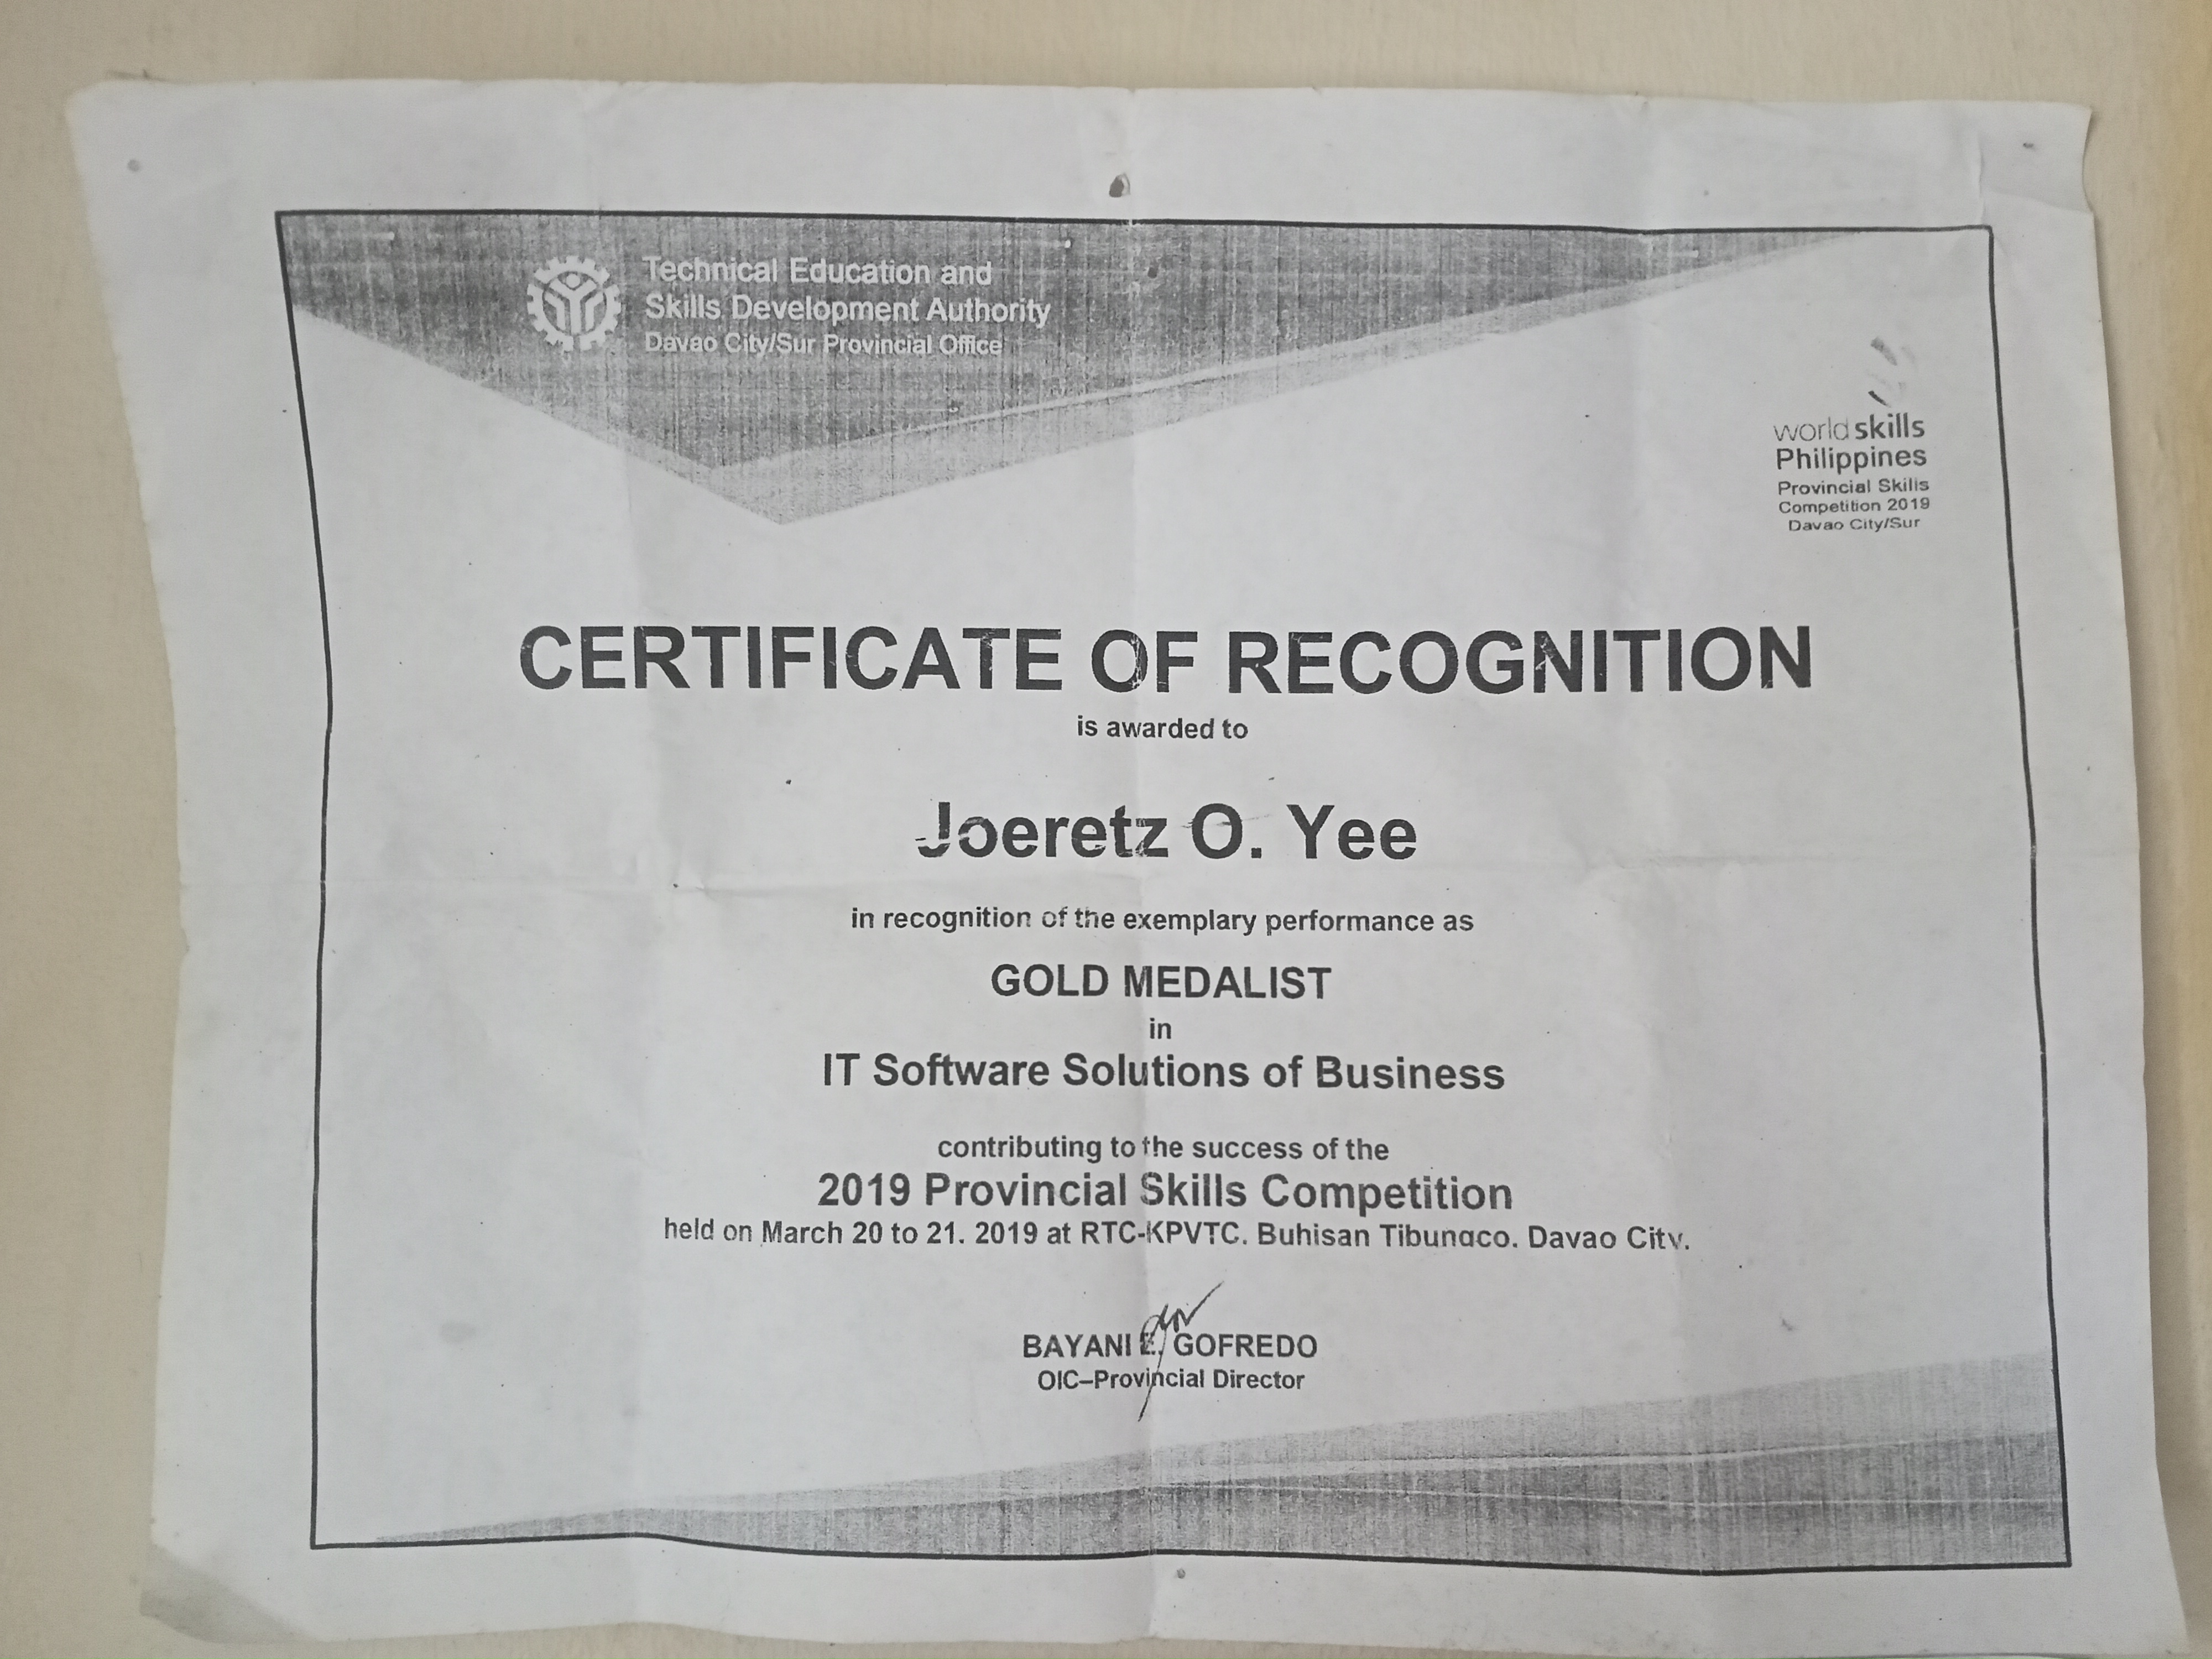 Technical Education and
Skills Development Authority
Davao City/Sur Provincial Office
worldskills
Philippines
Provincial Skills
Competition 2019
Davao City/Sur
CERTIFICATE OF RECOGNITION
is awarded to
Joeretz O. Yee
in recognition of the exemplary performance as
GOLD MEDALIST
in
IT Software Solutions of Business
contributing to the success of the
2019 Provincial Skills Competition
held on March 20 to 21, 2019 at RTC-KPVTC, Buhisan Tibungco, Davao City.
BAYANI E. GOFREDO
OIC–Provincial Director